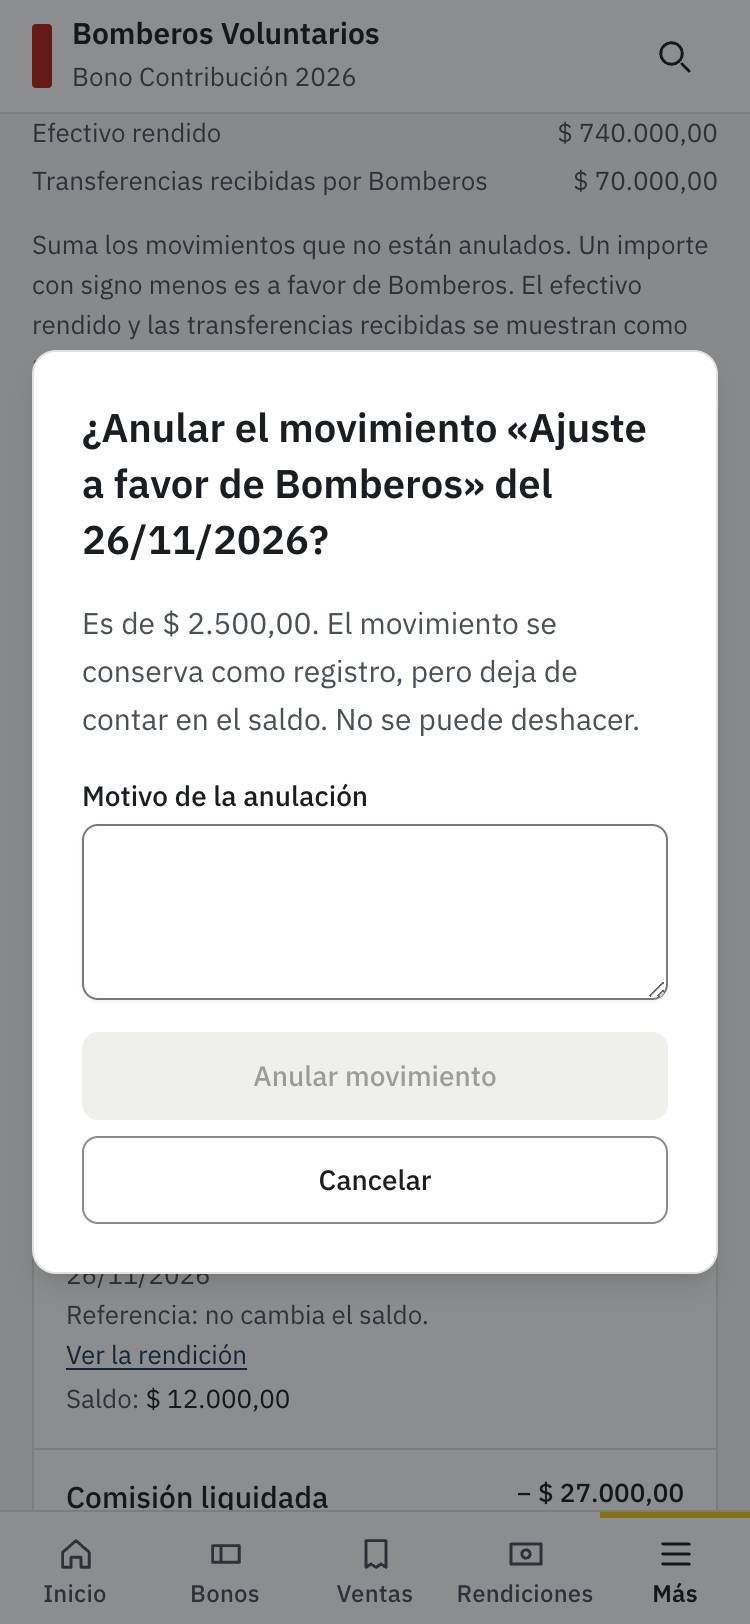 Bomberos Voluntarios
Bono Contribución 2026
Efectivo rendido $ 740.000,00
Transferencias recibidas por Bomberos $ 70.000,00
Suma los movimientos que no están anulados. Un importe
con signo menos es a favor de Bomberos. El efectivo
rendido y las transferencias recibidas se muestran como
¿Anular el movimiento «Ajuste
a favor de Bomberos» del
26/11/2026?
Es de $ 2.500,00. El movimiento se
conserva como registro, pero deja de
contar en el saldo. No se puede deshacer.
Motivo de la anulación
Anular movimiento
Cancelar
26/11/2026
Referencia: no cambia el saldo.
Ver la rendición
Saldo: $ 12.000,00
Comisión liquidada – $ 27.000,00
Inicio Bonos Ventas Rendiciones Más